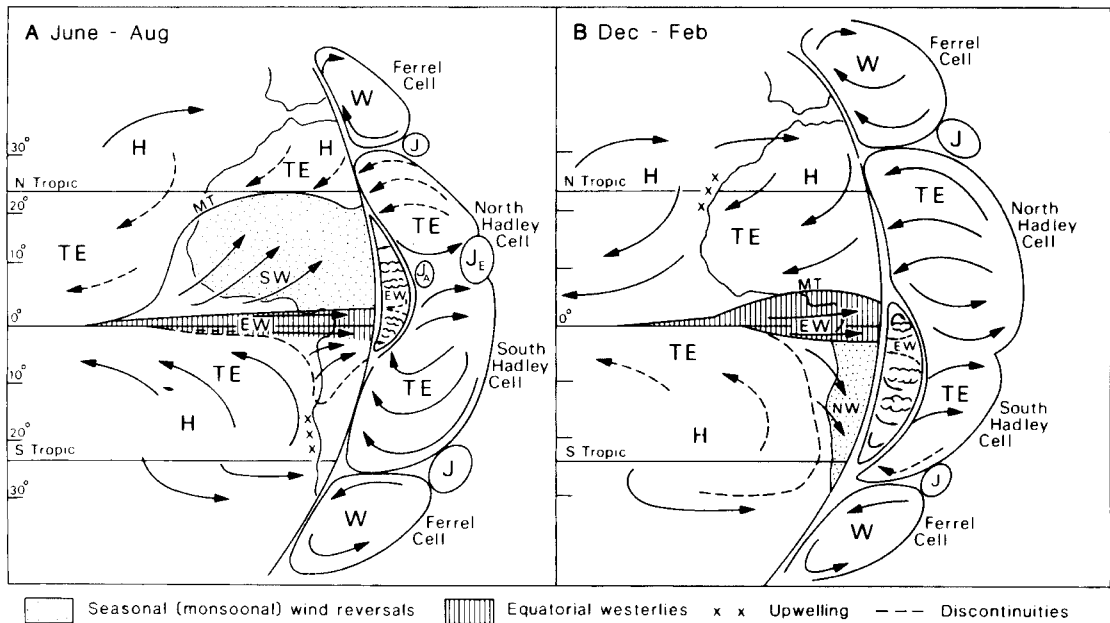 A June - Aug
Ferrel Cell
W
J
H
H
TE
30°
N Tropic
MT
20°
TE
North Hadley Cell
TE
J_E
J_A
10°
SW
EW
0°
EW
South Hadley Cell
TE
TE
10°
H
20°
S Tropic
J
30°
W
Ferrel Cell
B Dec - Feb
Ferrel Cell
W
J
H
H
N Tropic
TE
TE
North Hadley Cell
MT
0°
EW
EW
TE
TE
NW
H
South Hadley Cell
S Tropic
J
W
Ferrel Cell
Seasonal (monsoonal) wind reversals
Equatorial westerlies
x x Upwelling
Discontinuities